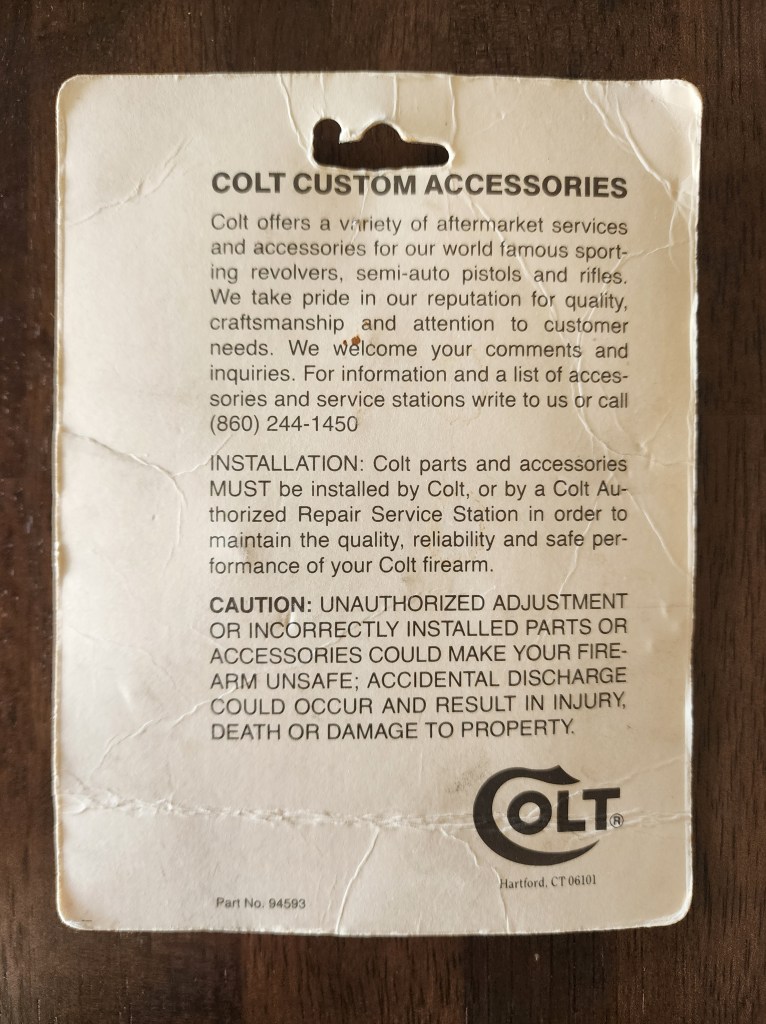 COLT CUSTOM ACCESSORIES
Colt offers a variety of aftermarket services
and accessories for our world famous sport-
ing revolvers, semi-auto pistols and rifles.
We take pride in our reputation for quality,
craftsmanship and attention to customer
needs. We welcome your comments and
inquiries. For information and a list of acces-
sories and service stations write to us or call
(860) 244-1450
INSTALLATION: Colt parts and accessories
MUST be installed by Colt, or by a Colt Au-
thorized Repair Service Station in order to
maintain the quality, reliability and safe per-
formance of your Colt firearm.
CAUTION: UNAUTHORIZED ADJUSTMENT
OR INCORRECTLY INSTALLED PARTS OR
ACCESSORIES COULD MAKE YOUR FIRE-
ARM UNSAFE; ACCIDENTAL DISCHARGE
COULD OCCUR AND RESULT IN INJURY,
DEATH OR DAMAGE TO PROPERTY.
COLT®
Hartford, CT 06101
Part No. 94593